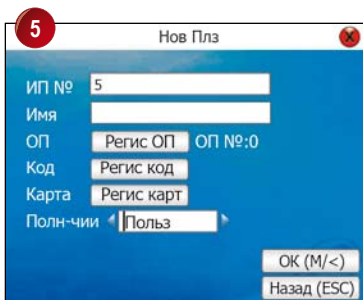 5
Нов Плз
ИП № 5
Имя
ОП Регис ОП ОП №:0
Код Регис код
Карта Регис карт
Полн-чии Польз
OK (M/<)
Назад (ESC)